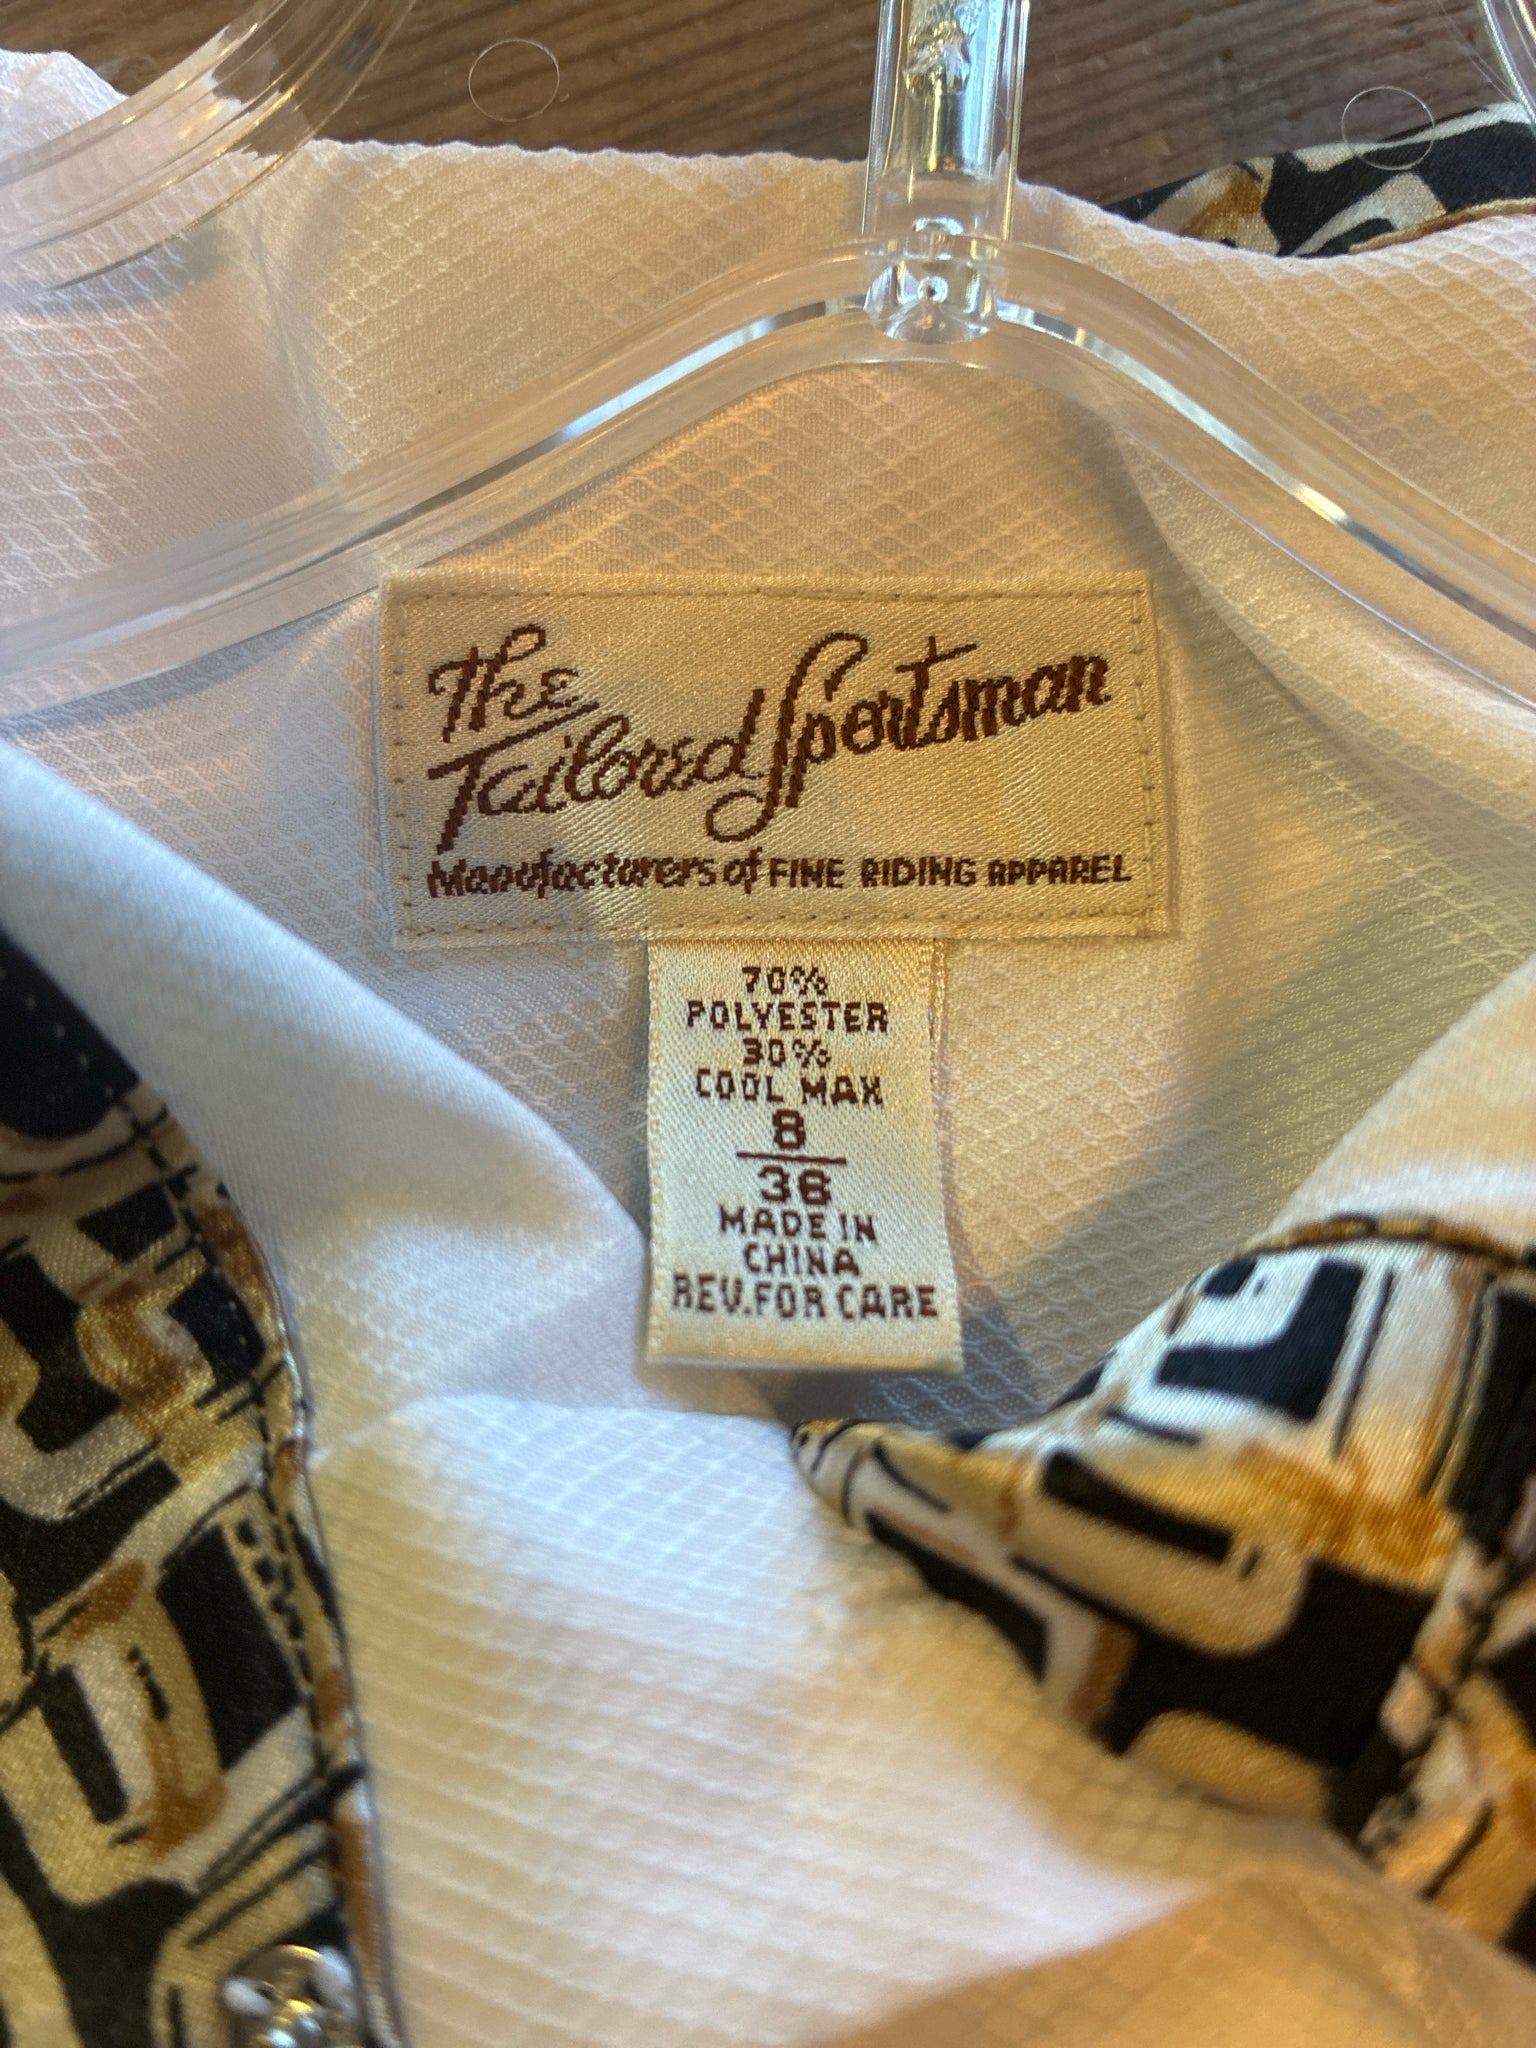 The
Tailored Sportsman
Manufacturers of FINE RIDING APPAREL
70%
POLYESTER
30%
COOL MAX
8
36
MADE IN
CHINA
REV. FOR CARE